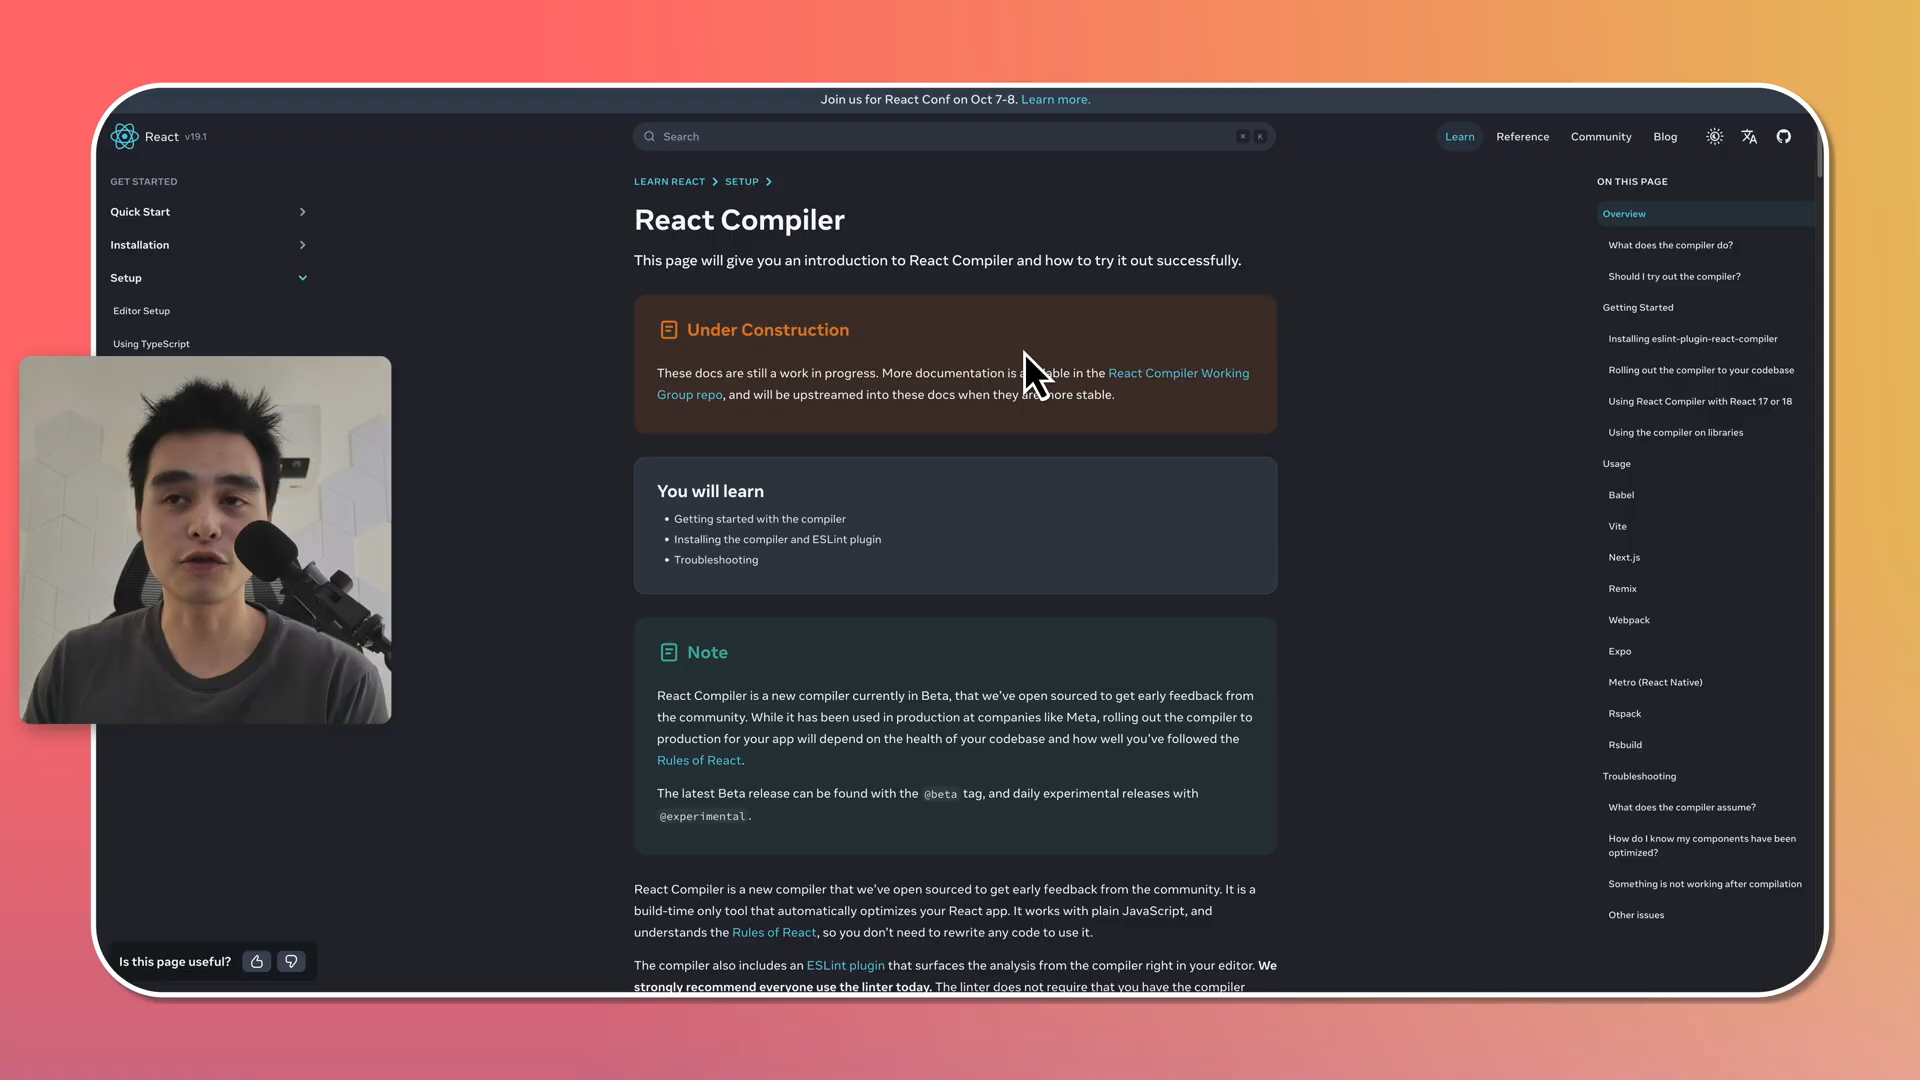 Join us for React Conf on Oct 7-8. Learn more.
React v19.1
Search
⌘ K
Learn
Reference
Community
Blog
GET STARTED
Quick Start
Installation
Setup
Editor Setup
Using TypeScript
Is this page useful?
LEARN REACT > SETUP >
React Compiler
This page will give you an introduction to React Compiler and how to try it out successfully.
Under Construction
These docs are still a work in progress. More documentation is in the React Compiler Working
Group repo, and will be upstreamed into these docs when they are more stable.
You will learn
• Getting started with the compiler
• Installing the compiler and ESLint plugin
• Troubleshooting
Note
React Compiler is a new compiler currently in Beta, that we've open sourced to get early feedback from
the community. While it has been used in production at companies like Meta, rolling out the compiler to
production for your app will depend on the health of your codebase and how well you've followed the
Rules of React.
The latest Beta release can be found with the @beta tag, and daily experimental releases with
@experimental.
React Compiler is a new compiler that we've open sourced to get early feedback from the community. It is a
build-time only tool that automatically optimizes your React app. It works with plain JavaScript, and
understands the Rules of React, so you don't need to rewrite any code to use it.
The compiler also includes an ESLint plugin that surfaces the analysis from the compiler right in your editor. We
strongly recommend everyone use the linter today. The linter does not require that you have the compiler
ON THIS PAGE
Overview
What does the compiler do?
Should I try out the compiler?
Getting Started
Installing eslint-plugin-react-compiler
Rolling out the compiler to your codebase
Using React Compiler with React 17 or 18
Using the compiler on libraries
Usage
Babel
Vite
Next.js
Remix
Webpack
Expo
Metro (React Native)
Rspack
Rsbuild
Troubleshooting
What does the compiler assume?
How do I know my components have been
optimized?
Something is not working after compilation
Other issues